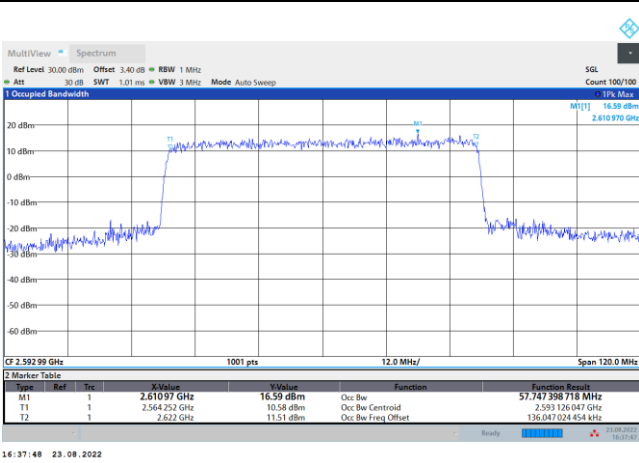 MultiView Spectrum
Ref Level 30.00 dBm Offset 3.40 dB RBW 1 MHz SGL
Att 30 dB SWT 1.01 ms VBW 3 MHz Mode Auto Sweep Count 100/100
1 Occupied Bandwidth 1Pk Max
M1[1] 16.59 dBm
2.610 970 GHz
M1
T1 T2
20 dBm
10 dBm
0 dBm
-10 dBm
-20 dBm
-30 dBm
-40 dBm
-50 dBm
-60 dBm
CF 2.592 99 GHz 1001 pts 12.0 MHz/ Span 120.0 MHz
2 Marker Table
Type Ref Trc X-Value Y-Value Function Function Result
M1 1 2.61097 GHz 16.59 dBm Occ Bw 57.747 398 718 MHz
T1 1 2.564 252 GHz 10.58 dBm Occ Bw Centroid 2.593 126 047 GHz
T2 1 2.622 GHz 11.51 dBm Occ Bw Freq Offset 136.047 024 454 kHz
Ready 23.08.2022
16:37:47
16:37:48 23.08.2022